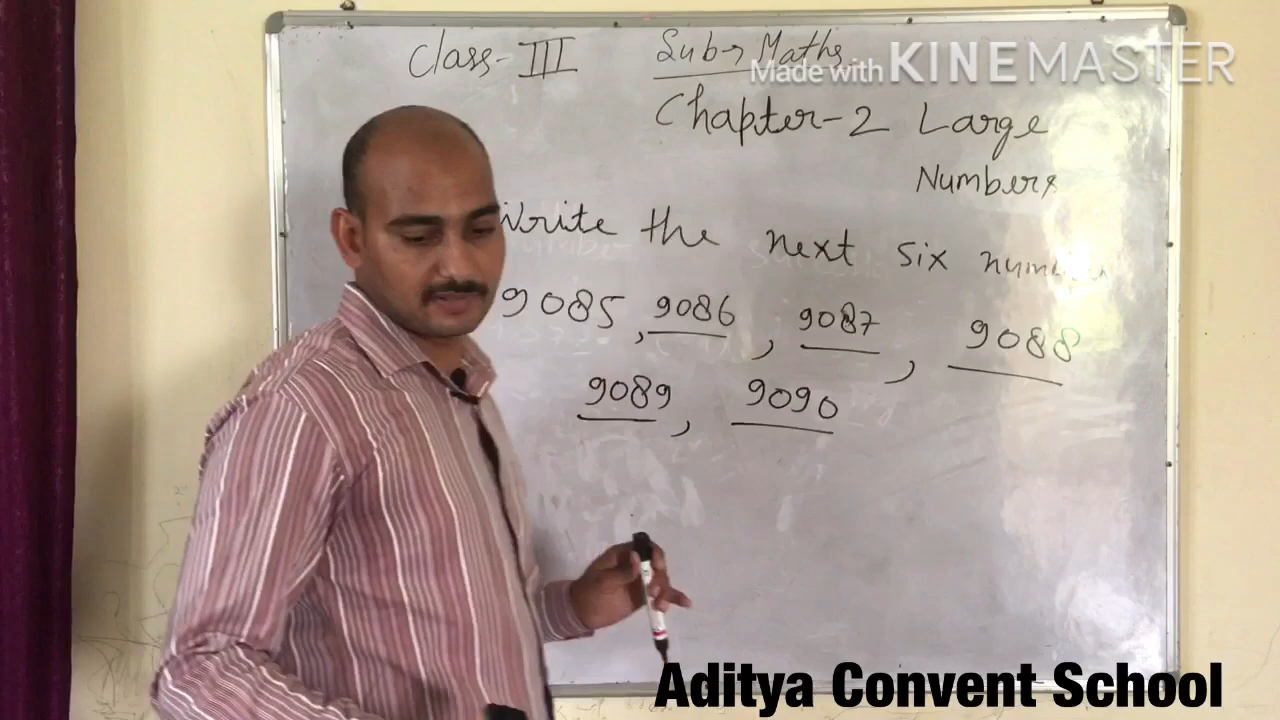 Class-III Sub→ Maths
Made with KINEMASTER
Chapter-2 Large
Numbers
Write the next six
9085, 9086, 9087, 9088
9089, 9090
Aditya Convent School